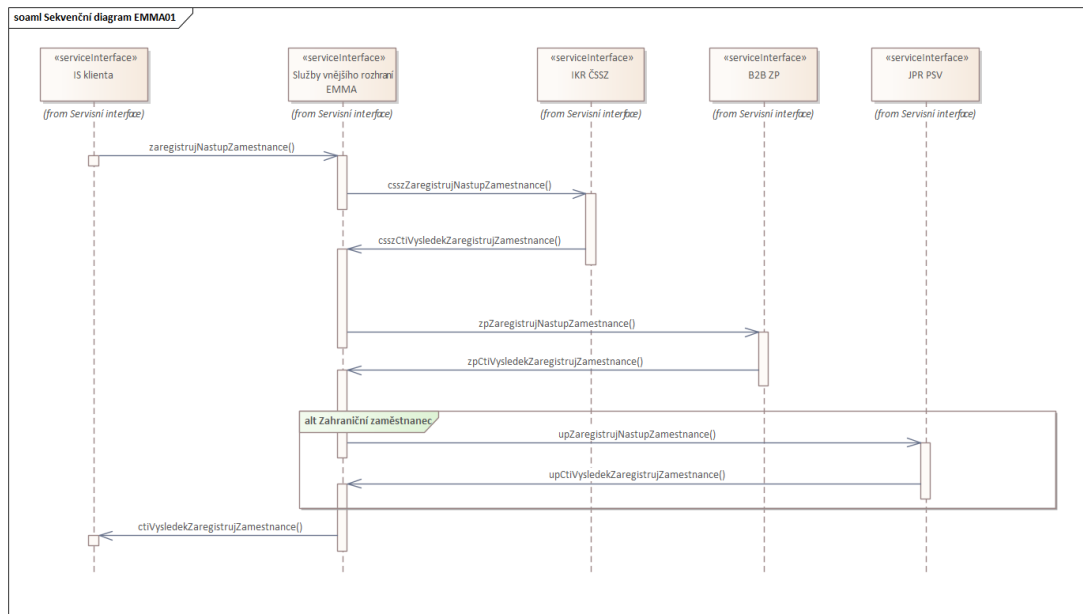 soaml Sekvenční diagram EMMA01
«serviceInterface»
IS klienta
(from Servisní interface)
«serviceInterface»
Služby vnějšího rozhraní
EMMA
(from Servisní interface)
«serviceInterface»
IKR ČSSZ
(from Servisní interface)
«serviceInterface»
B2B ZP
(from Servisní interface)
«serviceInterface»
JPR PSV
(from Servisní interface)
zaregistrujNastupZamestnance()
csszZaregistrujNastupZamestnance()
csszCtiVysledekZaregistrujZamestnance()
zpZaregistrujNastupZamestnance()
zpCtiVysledekZaregistrujZamestnance()
alt Zahraniční zaměstnanec
upZaregistrujNastupZamestnance()
upCtiVysledekZaregistrujZamestnance()
ctiVysledekZaregistrujZamestnance()